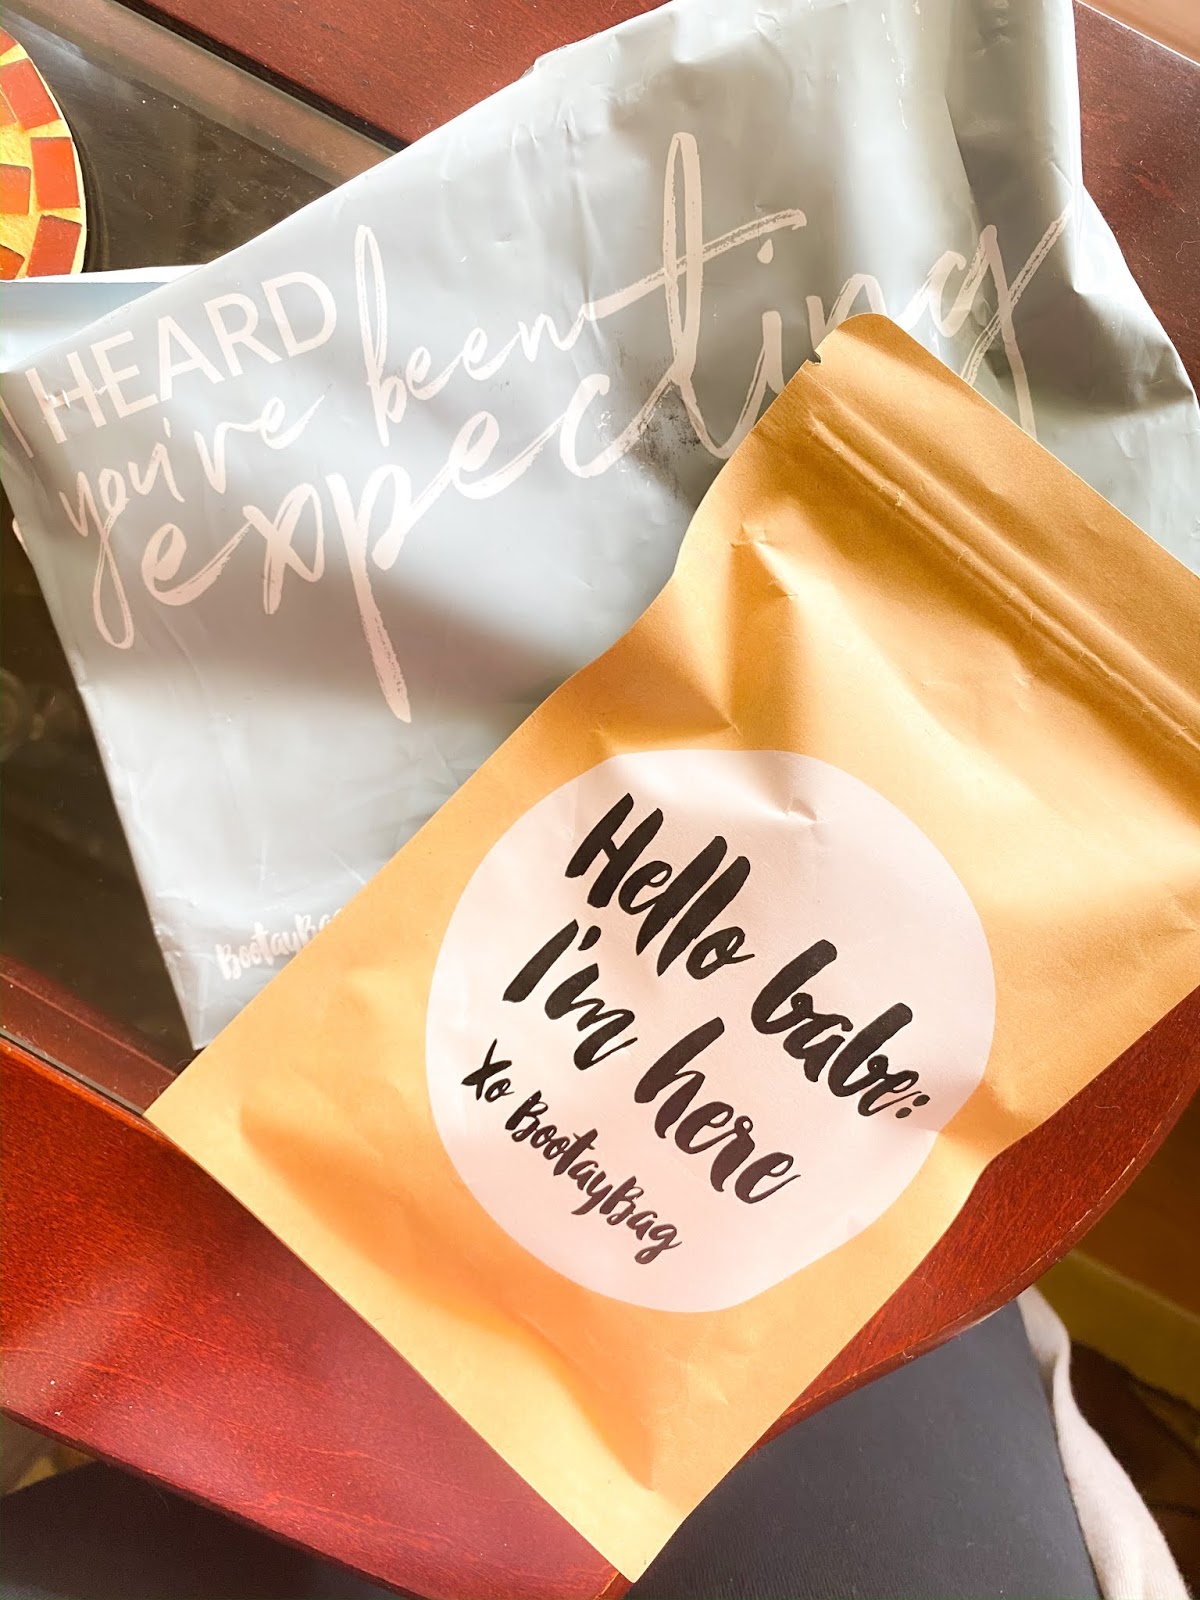 I HEARD
you've been
expecting
Hello babe:
I'm here
Xo BootayBag